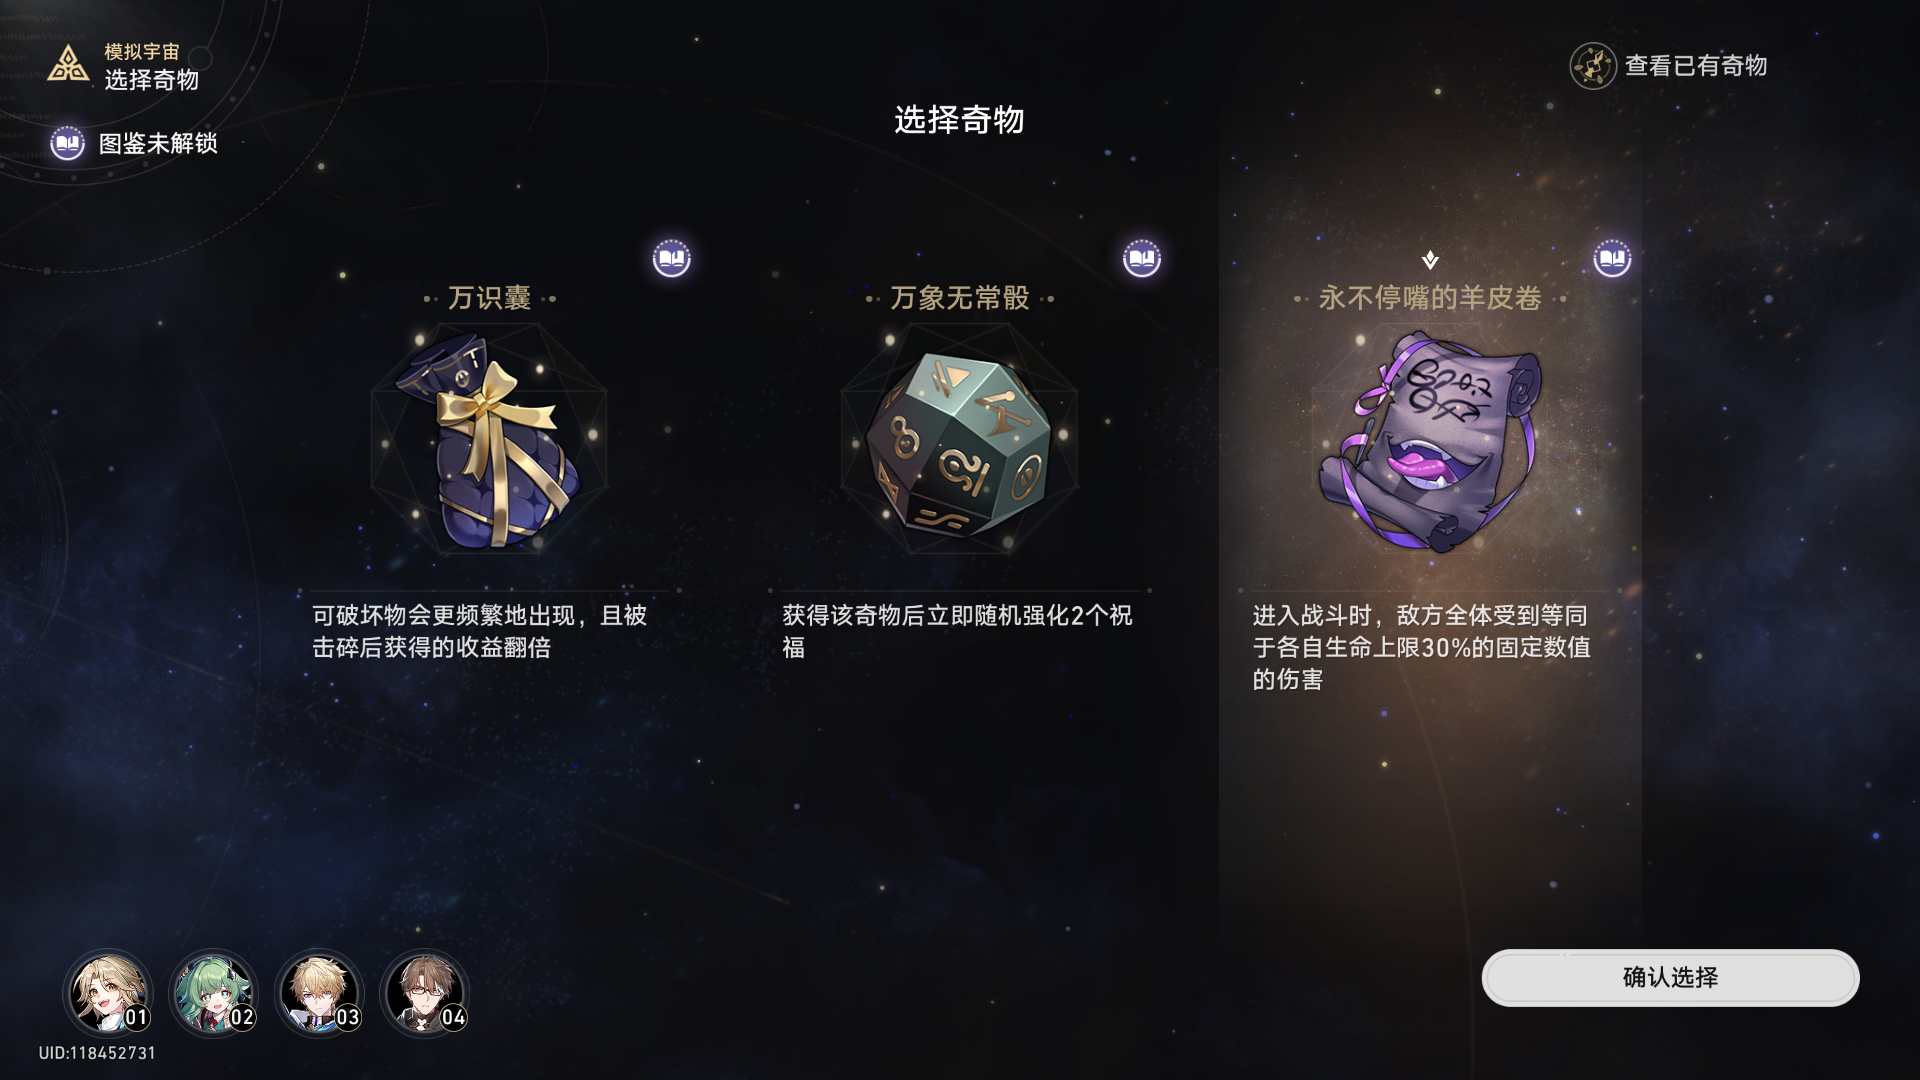 模拟宇宙
选择奇物
查看已有奇物
选择奇物
图鉴未解锁
万识囊
可破坏物会更频繁地出现，且被
击碎后获得的收益翻倍
万象无常骰
获得该奇物后立即随机强化2个祝
福
永不停嘴的羊皮卷
进入战斗时，敌方全体受到等同
于各自生命上限30%的固定数值
的伤害
01
02
03
04
确认选择
UID:118452731